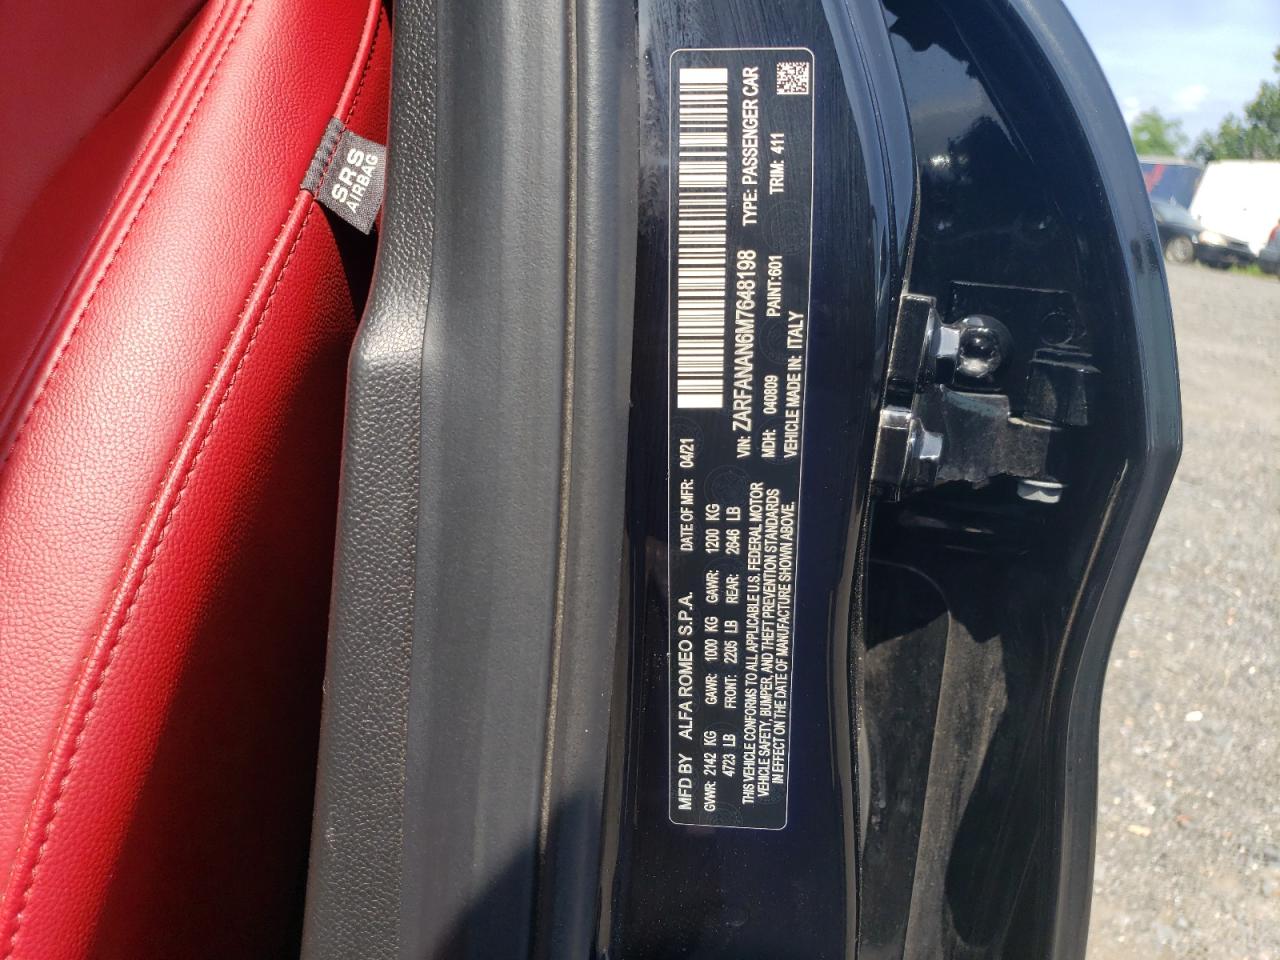 MFD BY ALFA ROMEO S.P.A. DATE OF MFR: 04/21
GVWR: 2142 KG GAWR: 1000 KG GAWR: 1200 KG
4723 LB FRONT: 2205 LB REAR: 2646 LB
THIS VEHICLE CONFORMS TO ALL APPLICABLE U.S. FEDERAL MOTOR
VEHICLE SAFETY, BUMPER, AND THEFT PREVENTION STANDARDS
IN EFFECT ON THE DATE OF MANUFACTURE SHOWN ABOVE.
VIN: ZARFANAN6M7648198 TYPE: PASSENGER CAR
MDH: 040809 PAINT:601 TRIM: 411
VEHICLE MADE IN: ITALY
SRS
AIRBAG